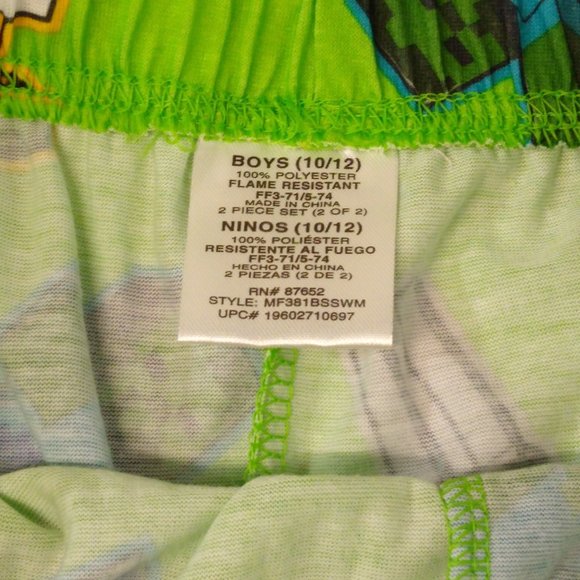 BOYS (10/12)
100% POLYESTER
FLAME RESISTANT
FF3-71/5-74
MADE IN CHINA
2 PIECE SET (2 OF 2)
NINOS (10/12)
100% POLIÉSTER
RESISTENTE AL FUEGO
FF3-71/5-74
HECHO EN CHINA
2 PIEZAS (2 DE 2)
RN# 87652
STYLE: MF381BSSWM
UPC# 19602710697